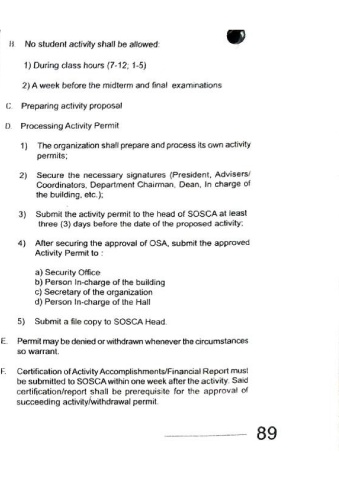 B. No student activity shall be allowed:
1) During class hours (7-12; 1-5)
2) A week before the midterm and final examinations
C. Preparing activity proposal
D. Processing Activity Permit
1) The organization shall prepare and process its own activity
permits;
2) Secure the necessary signatures (President, Advisers/
Coordinators, Department Chairman, Dean, In charge of
the building, etc.);
3) Submit the activity permit to the head of SOSCA at least
three (3) days before the date of the proposed activity;
4) After securing the approval of OSA, submit the approved
Activity Permit to :
a) Security Office
b) Person In-charge of the building
c) Secretary of the organization
d) Person In-charge of the Hall
5) Submit a file copy to SOSCA Head.
E. Permit may be denied or withdrawn whenever the circumstances
so warrant.
F. Certification of Activity Accomplishments/Financial Report must
be submitted to SOSCA within one week after the activity. Said
certification/report shall be prerequisite for the approval of
succeeding activity/withdrawal permit.
89